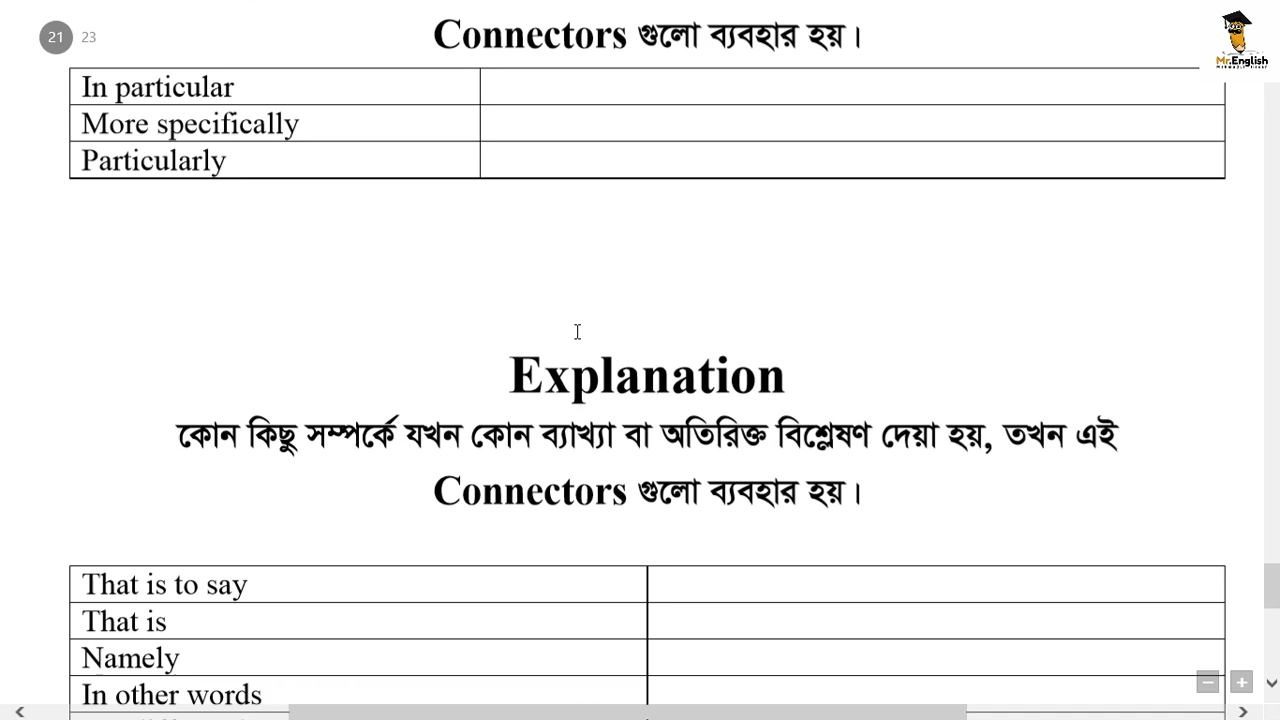 21 23
Connectors গুলো ব্যবহার হয়।
Mr.English
In particular
More specifically
Particularly
Explanation
কোন কিছু সম্পর্কে যখন কোন ব্যাখ্যা বা অতিরিক্ত বিশ্লেষণ দেয়া হয়, তখন এই
Connectors গুলো ব্যবহার হয়।
That is to say
That is
Namely
In other words